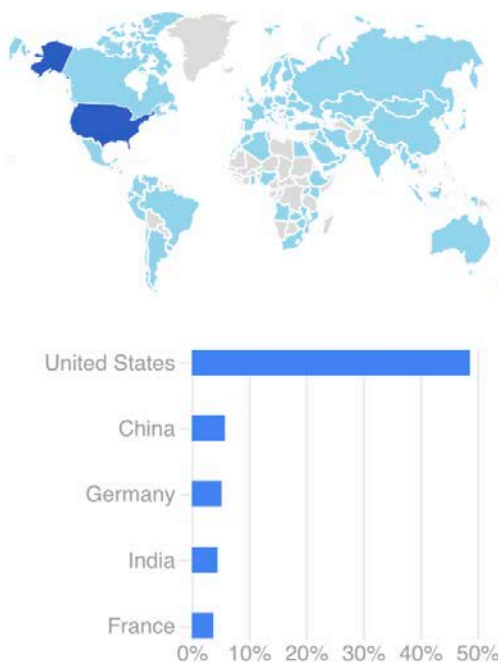 United States
China
Germany
India
France
0% 10% 20% 30% 40% 50%